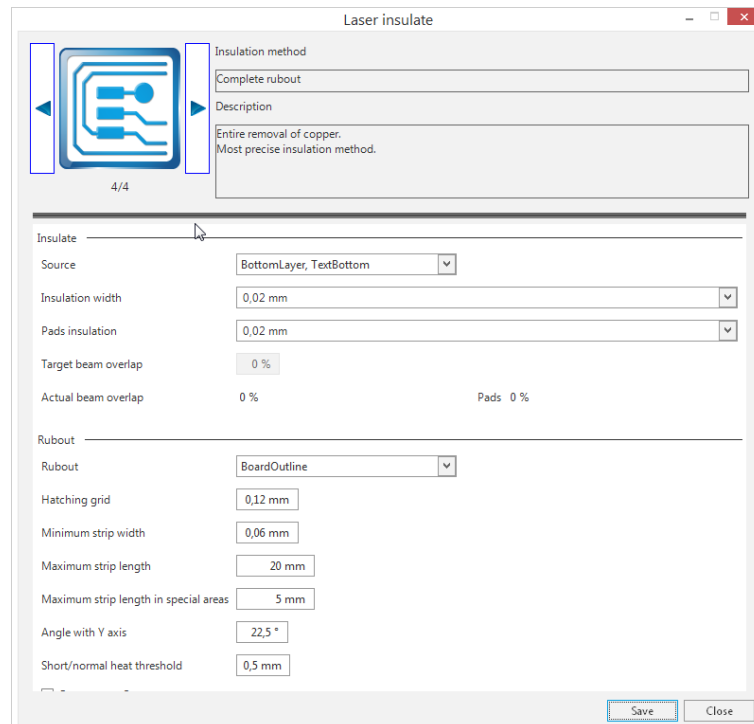 Laser insulate
Insulation method
Complete rubout
Description
Entire removal of copper.
Most precise insulation method.
4/4
Insulate
Source BottomLayer, TextBottom
Insulation width 0,02 mm
Pads insulation 0,02 mm
Target beam overlap 0 %
Actual beam overlap 0 % Pads 0 %
Rubout
Rubout BoardOutline
Hatching grid 0,12 mm
Minimum strip width 0,06 mm
Maximum strip length 20 mm
Maximum strip length in special areas 5 mm
Angle with Y axis 22,5 °
Short/normal heat threshold 0,5 mm
Save Close